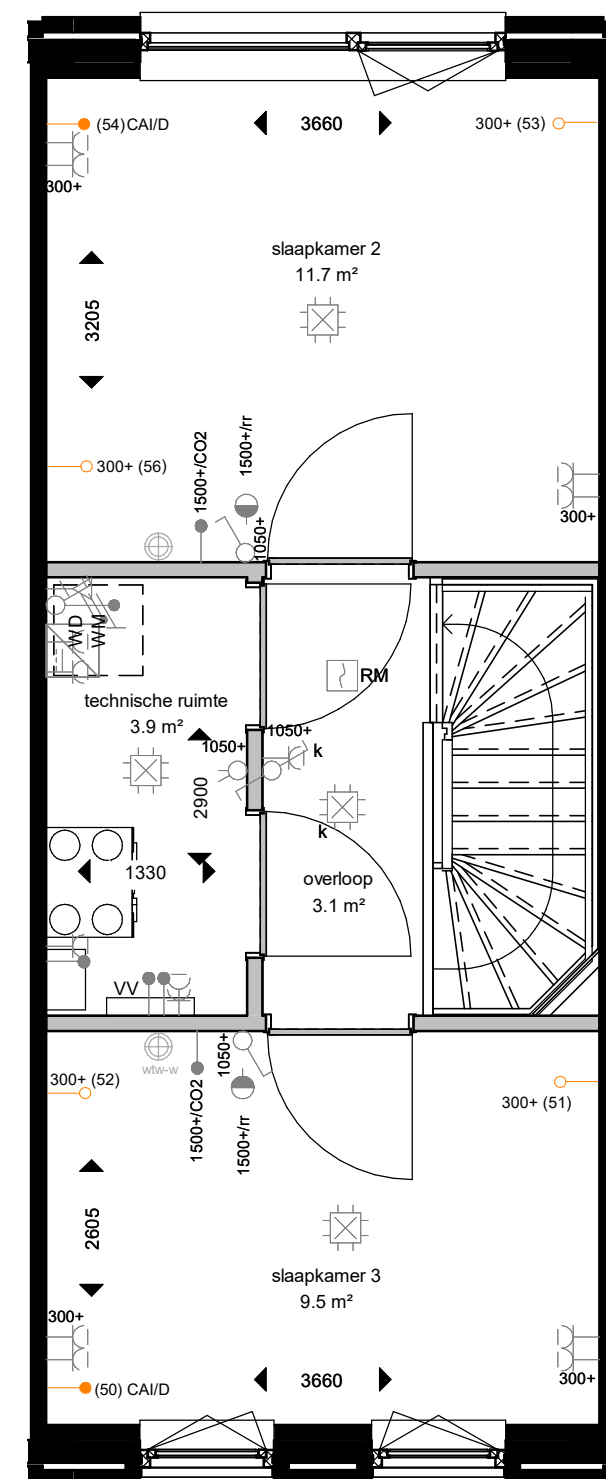 (54)CAI/D
3660
300+ (53)
300+
slaapkamer 2
11.7 m²
3205
300+ (56)
1500+/CO2
1500+/rr
1050+
300+
WD
WM
RM
technische ruimte
3.9 m²
1050+
1050+
k
2900
k
1330
overloop
3.1 m²
VV
wtw-w
300+ (52)
1500+/CO2
1050+
1500+/rr
300+ (51)
2605
slaapkamer 3
9.5 m²
300+
3660
300+
(50) CAI/D